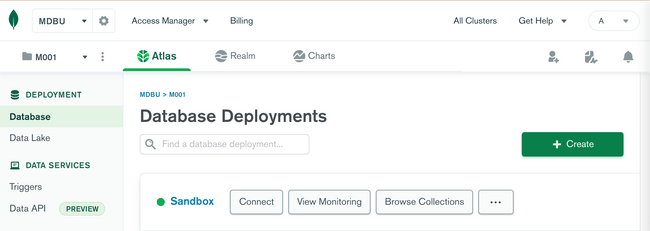 MDBU Access Manager Billing All Clusters Get Help A
M001 Atlas Realm Charts
DEPLOYMENT
Database
Data Lake
DATA SERVICES
Triggers
Data API PREVIEW
MDBU > M001
Database Deployments
Find a database deployment...
+ Create
Sandbox Connect View Monitoring Browse Collections ...